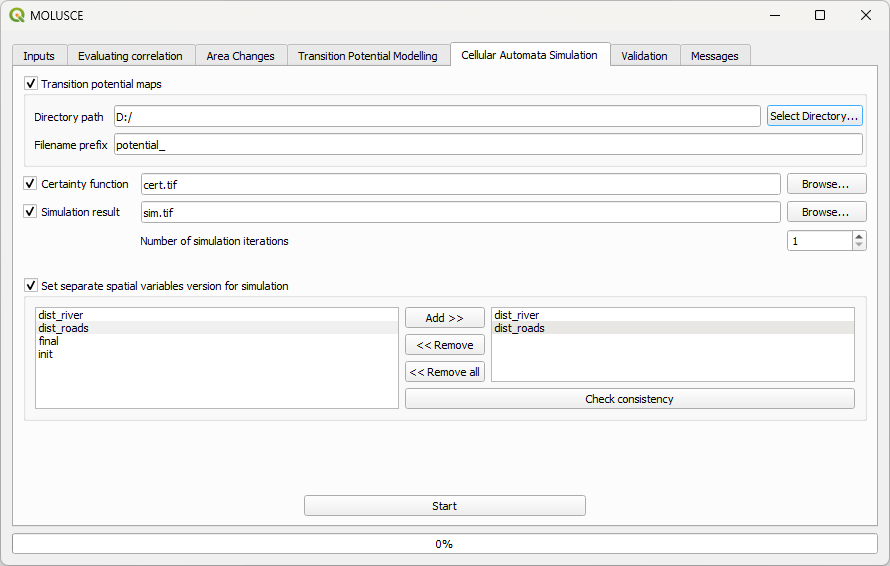 MOLUSCE
Inputs Evaluating correlation Area Changes Transition Potential Modelling Cellular Automata Simulation Validation Messages
Transition potential maps
Directory path D:/ Select Directory...
Filename prefix potential_
Certainty function cert.tif Browse...
Simulation result sim.tif Browse...
Number of simulation iterations 1
Set separate spatial variables version for simulation
dist_river Add >> dist_river
dist_roads dist_roads
final << Remove
init
<< Remove all
Check consistency
Start
0%